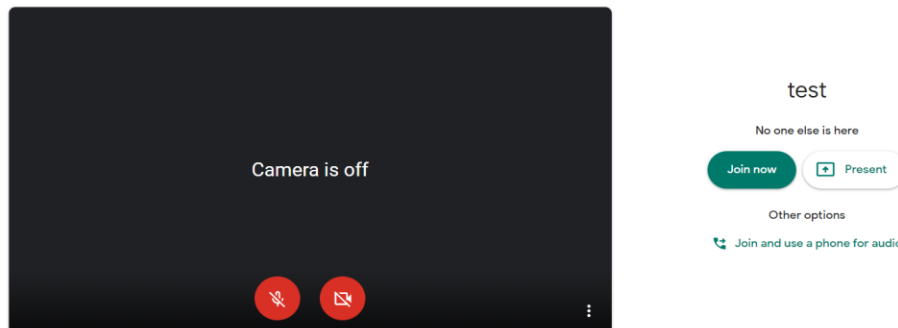 Camera is off
test
No one else is here
Join now
Present
Other options
Join and use a phone for audio